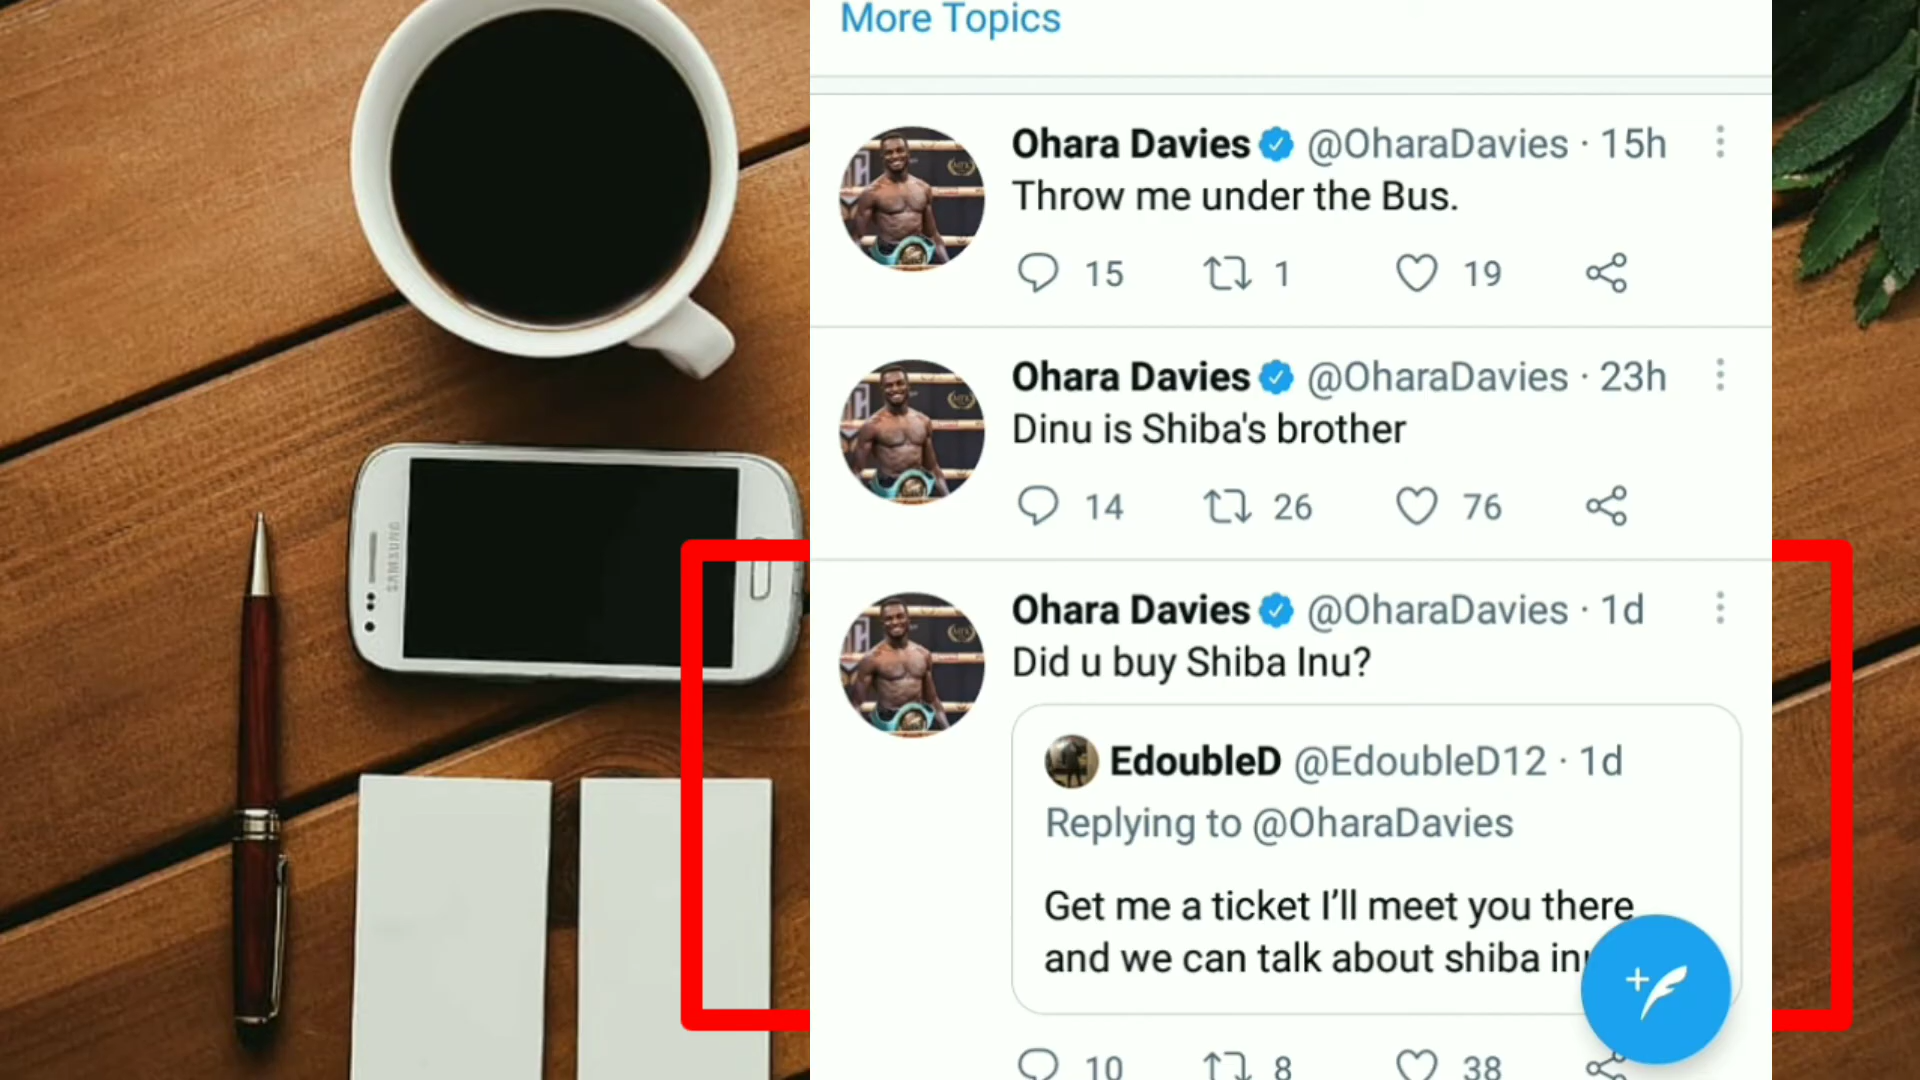 More Topics
Ohara Davies @OharaDavies · 15h
Throw me under the Bus.
15 1 19
Ohara Davies @OharaDavies · 23h
Dinu is Shiba's brother
14 26 76
Ohara Davies @OharaDavies · 1d
Did u buy Shiba Inu?
EdoubleD @EdoubleD12 · 1d
Replying to @OharaDavies
Get me a ticket I’ll meet you there
and we can talk about shiba
10 8 38
SAMSUNG